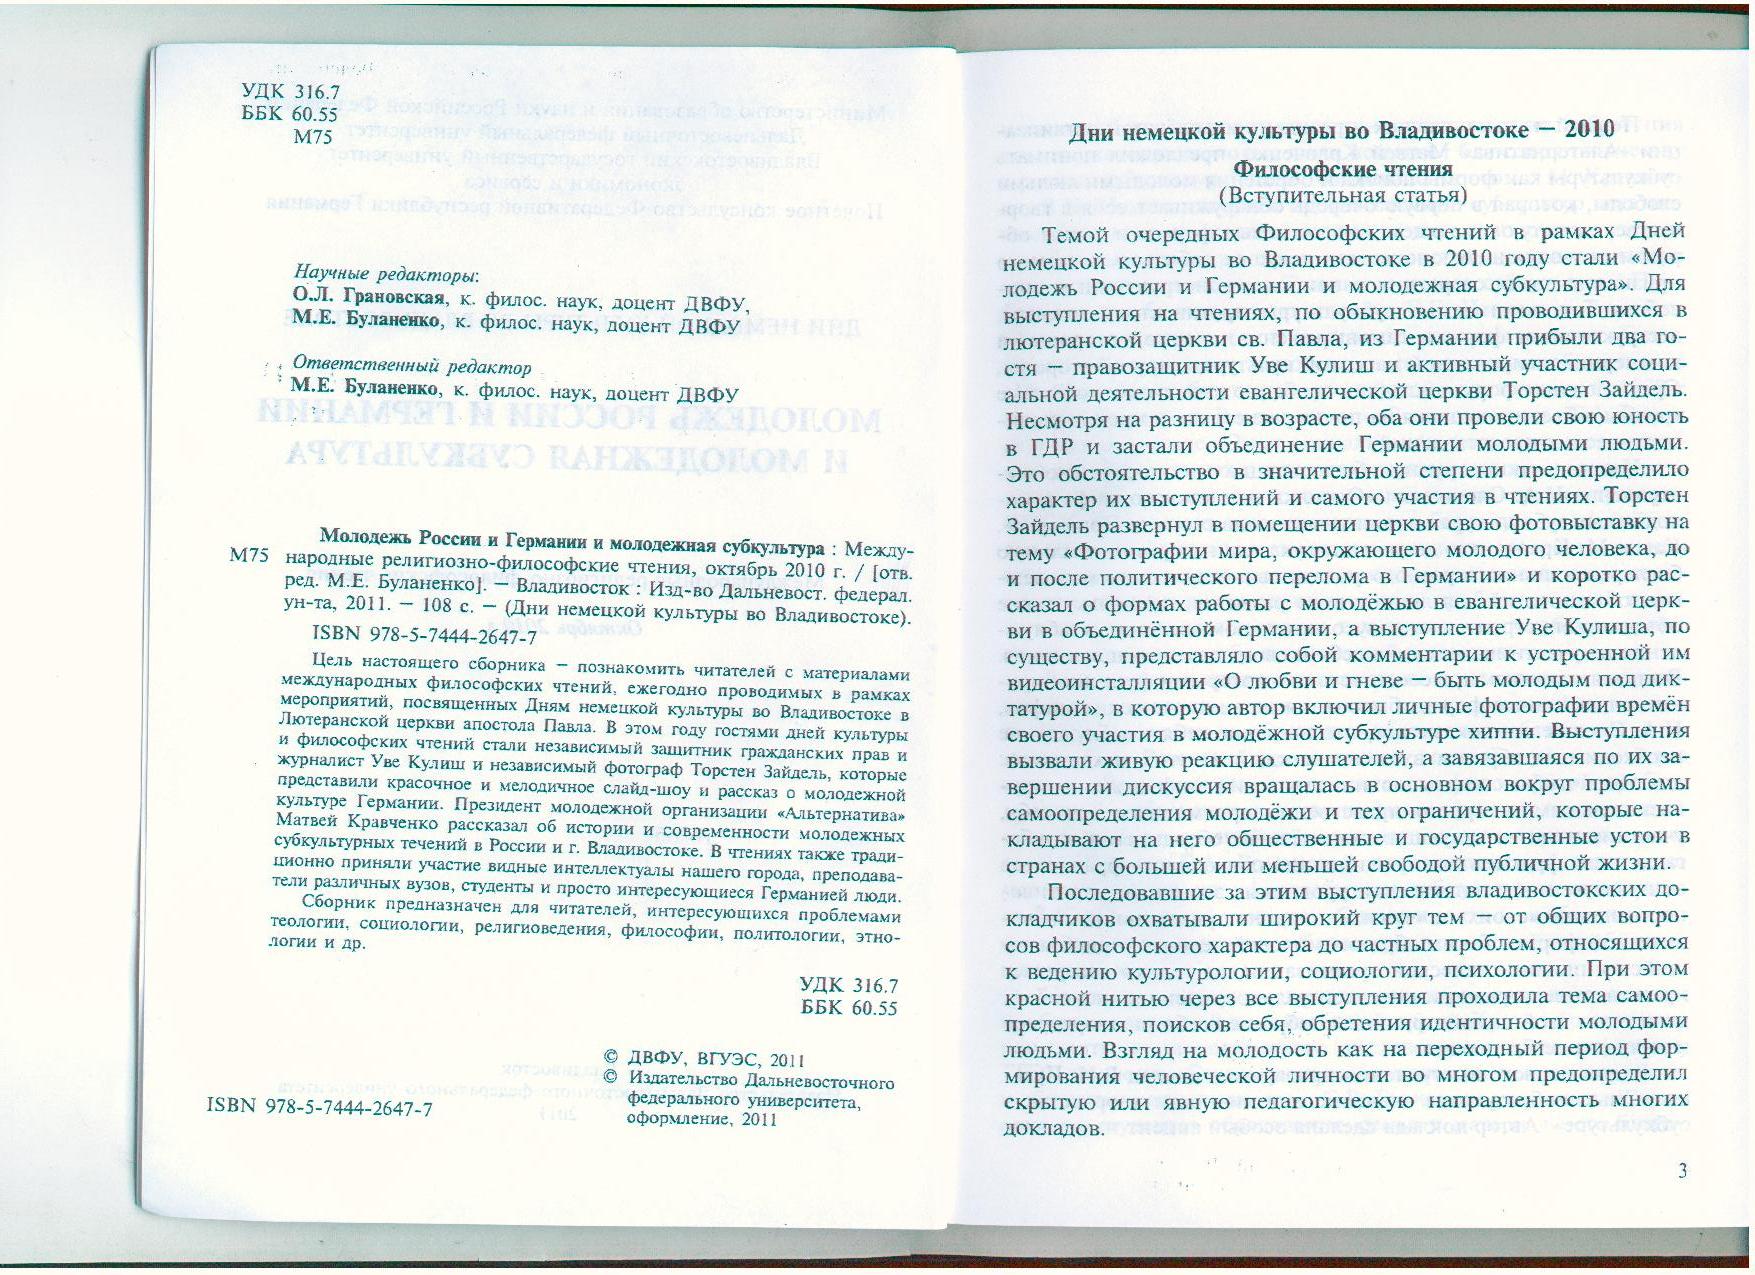 УДК 316.7
ББК 60.55
М75
Научные редакторы:
О.Л. Грановская, к. филос. наук, доцент ДВФУ,
М.Е. Буланенко, к. филос. наук, доцент ДВФУ
Ответственный редактор
М.Е. Буланенко, к. филос. наук, доцент ДВФУ
Молодежь России и Германии и молодежная субкультура : Между-
М75 народные религиозно-философские чтения, октябрь 2010 г. / [отв.
ред. М.Е. Буланенко]. – Владивосток : Изд-во Дальневост. федерал.
ун-та, 2011. – 108 с. – (Дни немецкой культуры во Владивостоке).
ISBN 978-5-7444-2647-7
Цель настоящего сборника – познакомить читателей с материалами
международных философских чтений, ежегодно проводимых в рамках
мероприятий, посвященных Дням немецкой культуры во Владивостоке в
Лютеранской церкви апостола Павла. В этом году гостями дней культуры
и философских чтений стали независимый защитник гражданских прав и
журналист Уве Кулиш и независимый фотограф Торстен Зайдель, которые
представили красочное и мелодичное слайд-шоу и рассказ о молодежной
культуре Германии. Президент молодежной организации «Альтернатива»
Матвей Кравченко рассказал об истории и современности молодежных
субкультурных течений в России и г. Владивостоке. В чтениях также тради-
ционно приняли участие видные интеллектуалы нашего города, преподава-
тели различных вузов, студенты и просто интересующиеся Германией люди.
Сборник предназначен для читателей, интересующихся проблемами
теологии, социологии, религиоведения, философии, политологии, этно-
логии и др.
УДК 316.7
ББК 60.55
© ДВФУ, ВГУЭС, 2011
© Издательство Дальневосточного
федерального университета,
оформление, 2011
ISBN 978-5-7444-2647-7
Дни немецкой культуры во Владивостоке – 2010
Философские чтения
(Вступительная статья)
Темой очередных Философских чтений в рамках Дней
немецкой культуры во Владивостоке в 2010 году стали «Мо-
лодежь России и Германии и молодежная субкультура». Для
выступления на чтениях, по обыкновению проводившихся в
лютеранской церкви св. Павла, из Германии прибыли два го-
стя – правозащитник Уве Кулиш и активный участник соци-
альной деятельности евангелической церкви Торстен Зайдель.
Несмотря на разницу в возрасте, оба они провели свою юность
в ГДР и застали объединение Германии молодыми людьми.
Это обстоятельство в значительной степени предопределило
характер их выступлений и самого участия в чтениях. Торстен
Зайдель развернул в помещении церкви свою фотовыставку на
тему «Фотографии мира, окружающего молодого человека, до
и после политического перелома в Германии» и коротко рас-
сказал о формах работы с молодёжью в евангелической церк-
ви в объединённой Германии, а выступление Уве Кулиша, по
существу, представляло собой комментарии к устроенной им
видеоинсталляции «О любви и гневе – быть молодым под дик-
татурой», в которую автор включил личные фотографии времён
своего участия в молодёжной субкультуре хиппи. Выступления
вызвали живую реакцию слушателей, а завязавшаяся по их за-
вершении дискуссия вращалась в основном вокруг проблемы
самоопределения молодёжи и тех ограничений, которые на-
кладывают на него общественные и государственные устои в
странах с большей или меньшей свободой публичной жизни.
Последовавшие за этим выступления владивостокских до-
кладчиков охватывали широкий круг тем – от общих вопро-
сов философского характера до частных проблем, относящихся
к ведению культурологии, социологии, психологии. При этом
красной нитью через все выступления проходила тема самоо-
пределения, поисков себя, обретения идентичности молодыми
людьми. Взгляд на молодость как на переходный период фор-
мирования человеческой личности во многом предопределил
скрытую или явную педагогическую направленность многих
докладов.
3